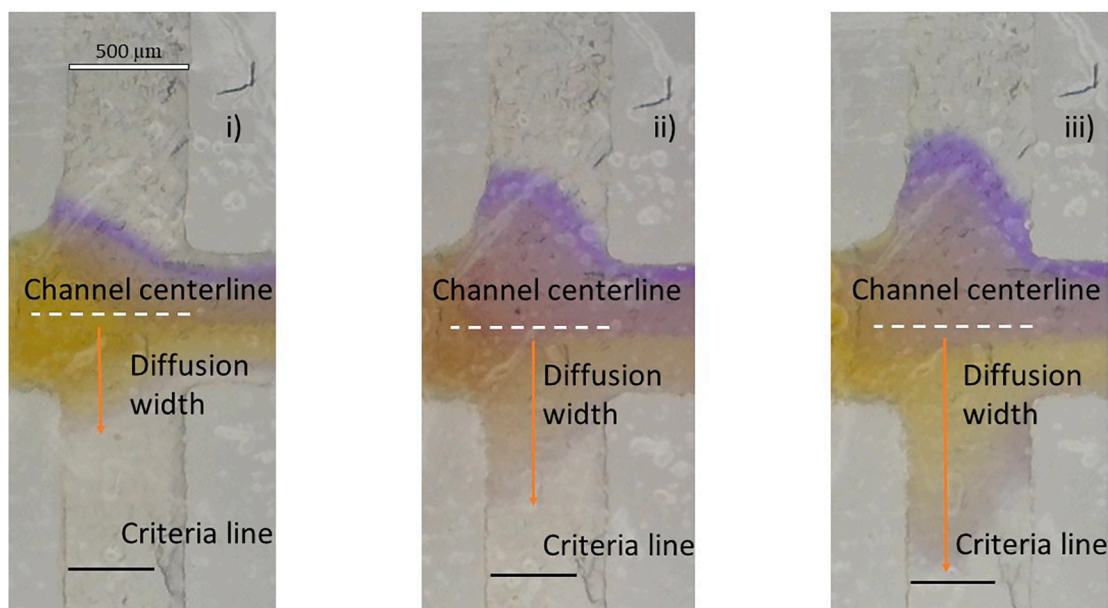 500 µm
i)
Channel centerline
Diffusion
width
Criteria line
ii)
Channel centerline
Diffusion
width
Criteria line
iii)
Channel centerline
Diffusion
width
Criteria line